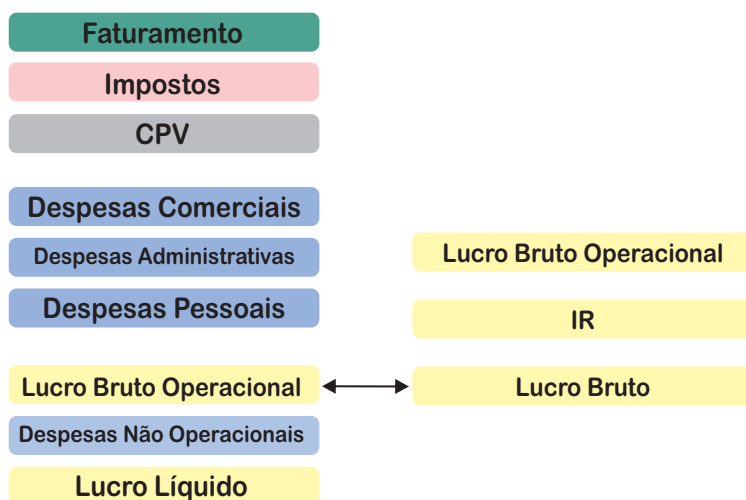 Faturamento
Impostos
CPV
Despesas Comerciais
Despesas Administrativas
Despesas Pessoais
Lucro Bruto Operacional
Despesas Não Operacionais
Lucro Líquido
Lucro Bruto Operacional
IR
Lucro Bruto